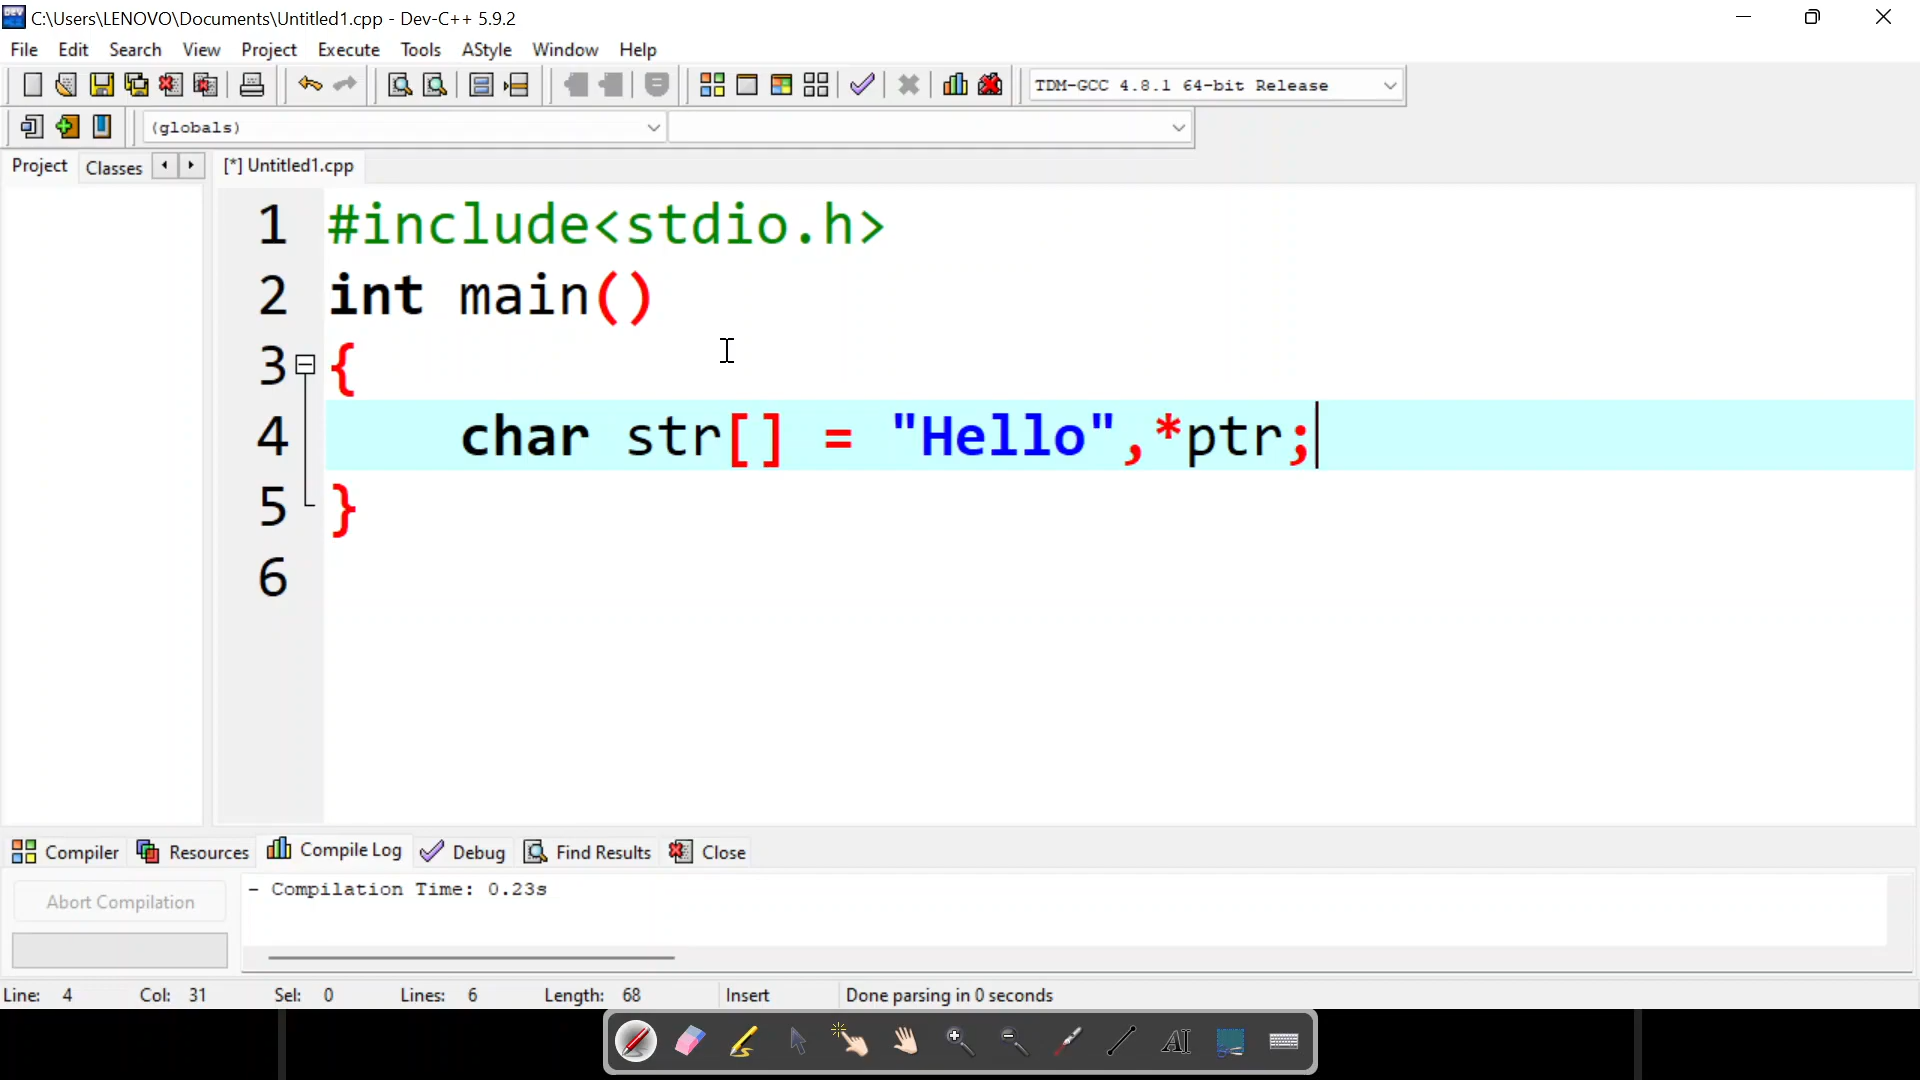 C:\Users\LENOVO\Documents\Untitled1.cpp - Dev-C++ 5.9.2
File Edit Search View Project Execute Tools AStyle Window Help
TDM-GCC 4.8.1 64-bit Release
(globals)
Project Classes [*] Untitled1.cpp
1 #include<stdio.h>
2 int main()
3 {
4 char str[] = "Hello",*ptr;
5 }
6
Compiler Resources Compile Log Debug Find Results Close
Abort Compilation
- Compilation Time: 0.23s
Line: 4 Col: 31 Sel: 0 Lines: 6 Length: 68 Insert Done parsing in 0 seconds